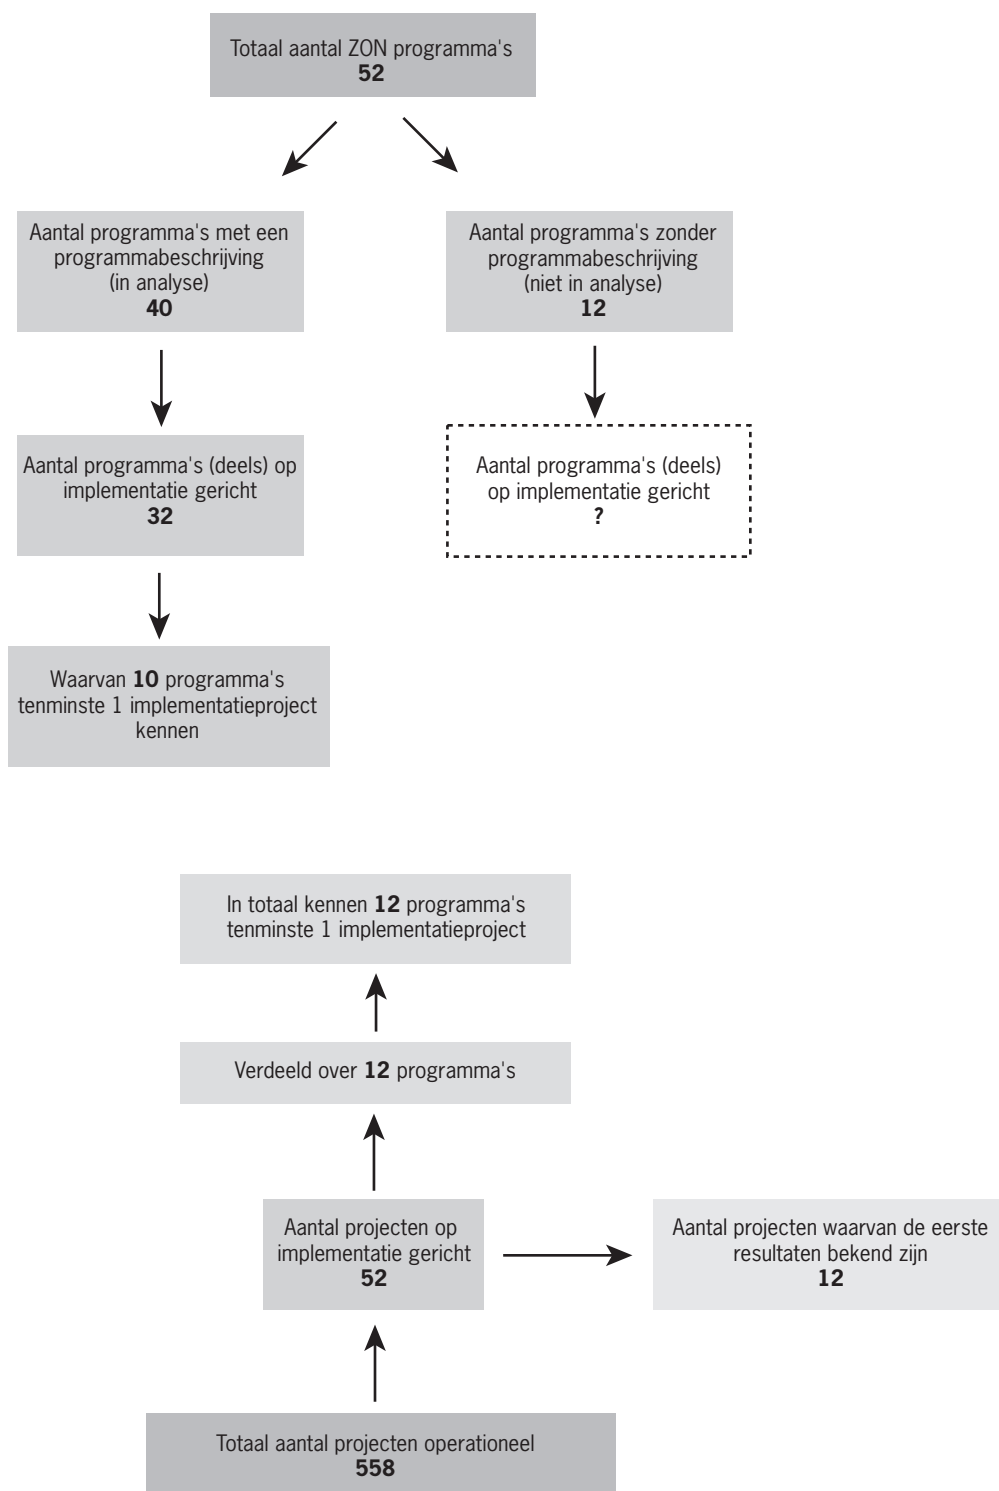 Totaal aantal ZON programma's
52
Aantal programma's met een
programmabeschrijving
(in analyse)
40
Aantal programma's zonder
programmabeschrijving
(niet in analyse)
12
Aantal programma's (deels) op
implementatie gericht
32
Aantal programma's (deels)
op implementatie gericht
?
Waarvan 10 programma's
tenminste 1 implementatieproject
kennen
In totaal kennen 12 programma's
tenminste 1 implementatieproject
Verdeeld over 12 programma's
Aantal projecten op
implementatie gericht
52
Aantal projecten waarvan de eerste
resultaten bekend zijn
12
Totaal aantal projecten operationeel
558